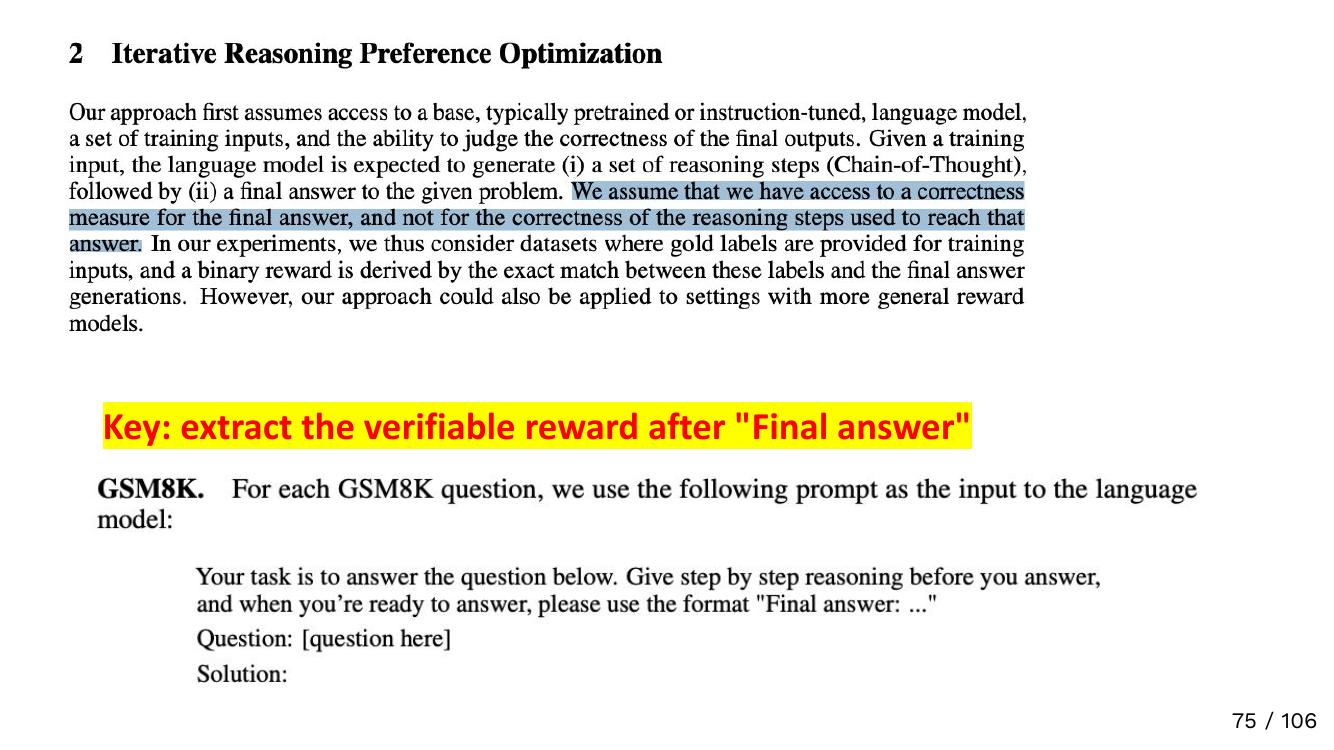 2 Iterative Reasoning Preference Optimization
Our approach first assumes access to a base, typically pretrained or instruction-tuned, language model,
a set of training inputs, and the ability to judge the correctness of the final outputs. Given a training
input, the language model is expected to generate (i) a set of reasoning steps (Chain-of-Thought),
followed by (ii) a final answer to the given problem. We assume that we have access to a correctness
measure for the final answer, and not for the correctness of the reasoning steps used to reach that
answer. In our experiments, we thus consider datasets where gold labels are provided for training
inputs, and a binary reward is derived by the exact match between these labels and the final answer
generations. However, our approach could also be applied to settings with more general reward
models.
Key: extract the verifiable reward after "Final answer"
GSM8K. For each GSM8K question, we use the following prompt as the input to the language
model:
Your task is to answer the question below. Give step by step reasoning before you answer,
and when you're ready to answer, please use the format "Final answer: ..."
Question: [question here]
Solution:
75 / 106